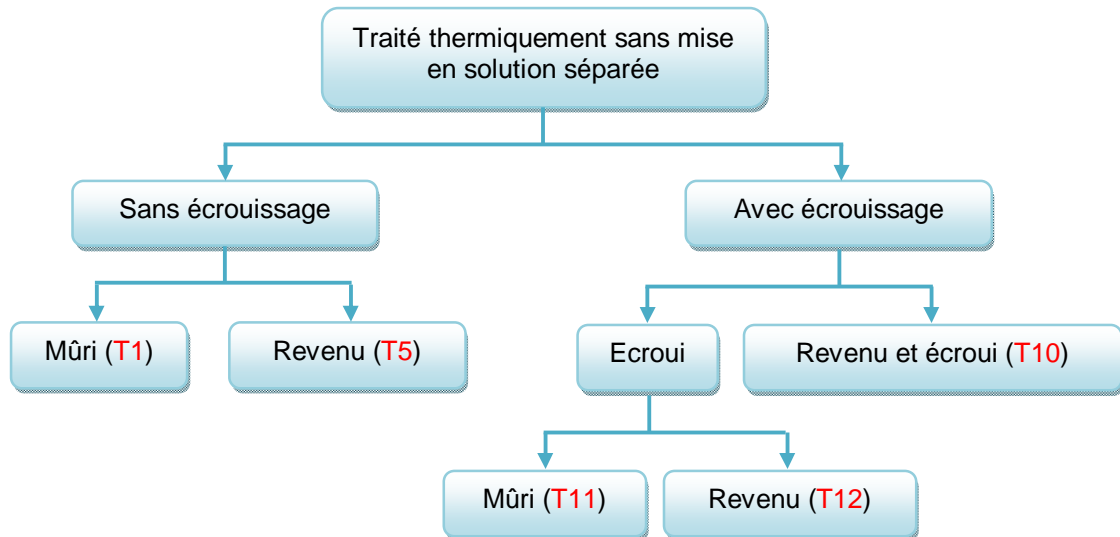 Traité thermiquement sans mise
en solution séparée
Sans écrouissage
Avec écrouissage
Mûri (T1)
Revenu (T5)
Ecroui
Revenu et écroui (T10)
Mûri (T11)
Revenu (T12)